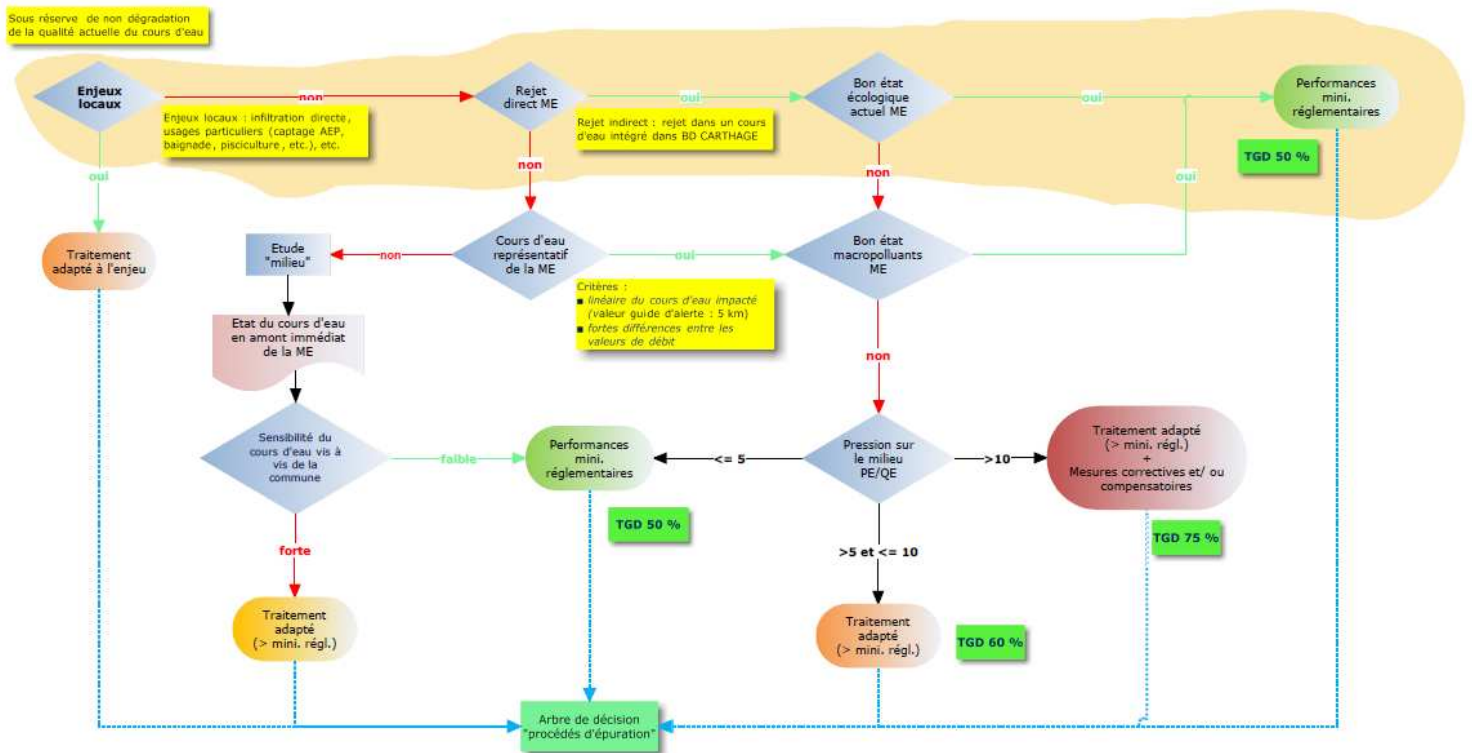 Sous réserve de non dégradation
de la qualité actuelle du cours d'eau
Enjeux
locaux
non
Rejet
direct ME
oui
Bon état
écologique
actuel ME
oui
Performances
mini.
réglementaires
Enjeux locaux : infiltration directe,
usages particuliers (captage AEP,
baignade, pisciculture, etc.), etc.
Rejet indirect : rejet dans un cours
d'eau intégré dans BD CARTHAGE
TGD 50 %
oui
non
non
oui
Traitement
adapté à l'enjeu
Etude
"milieu"
non
Cours d'eau
représentatif
de la ME
oui
Bon état
macropolluants
ME
Critères :
▪ linéaire du cours d'eau impacté
(valeur guide d'alerte : 5 km)
▪ fortes différences entre les
valeurs de débit
Etat du cours d'eau
en amont immédiat
de la ME
non
Sensibilité du
cours d'eau vis à
vis de la
commune
faible
Performances
mini.
réglementaires
<= 5
Pression sur
le milieu
PE/QE
>10
Traitement adapté
(> mini. régl.)
+
Mesures correctives et/ ou
compensatoires
TGD 50 %
TGD 75 %
forte
>5 et <= 10
Traitement
adapté
(> mini. régl.)
Traitement
adapté
(> mini. régl.)
TGD 60 %
Arbre de décision
"procédés d'épuration"